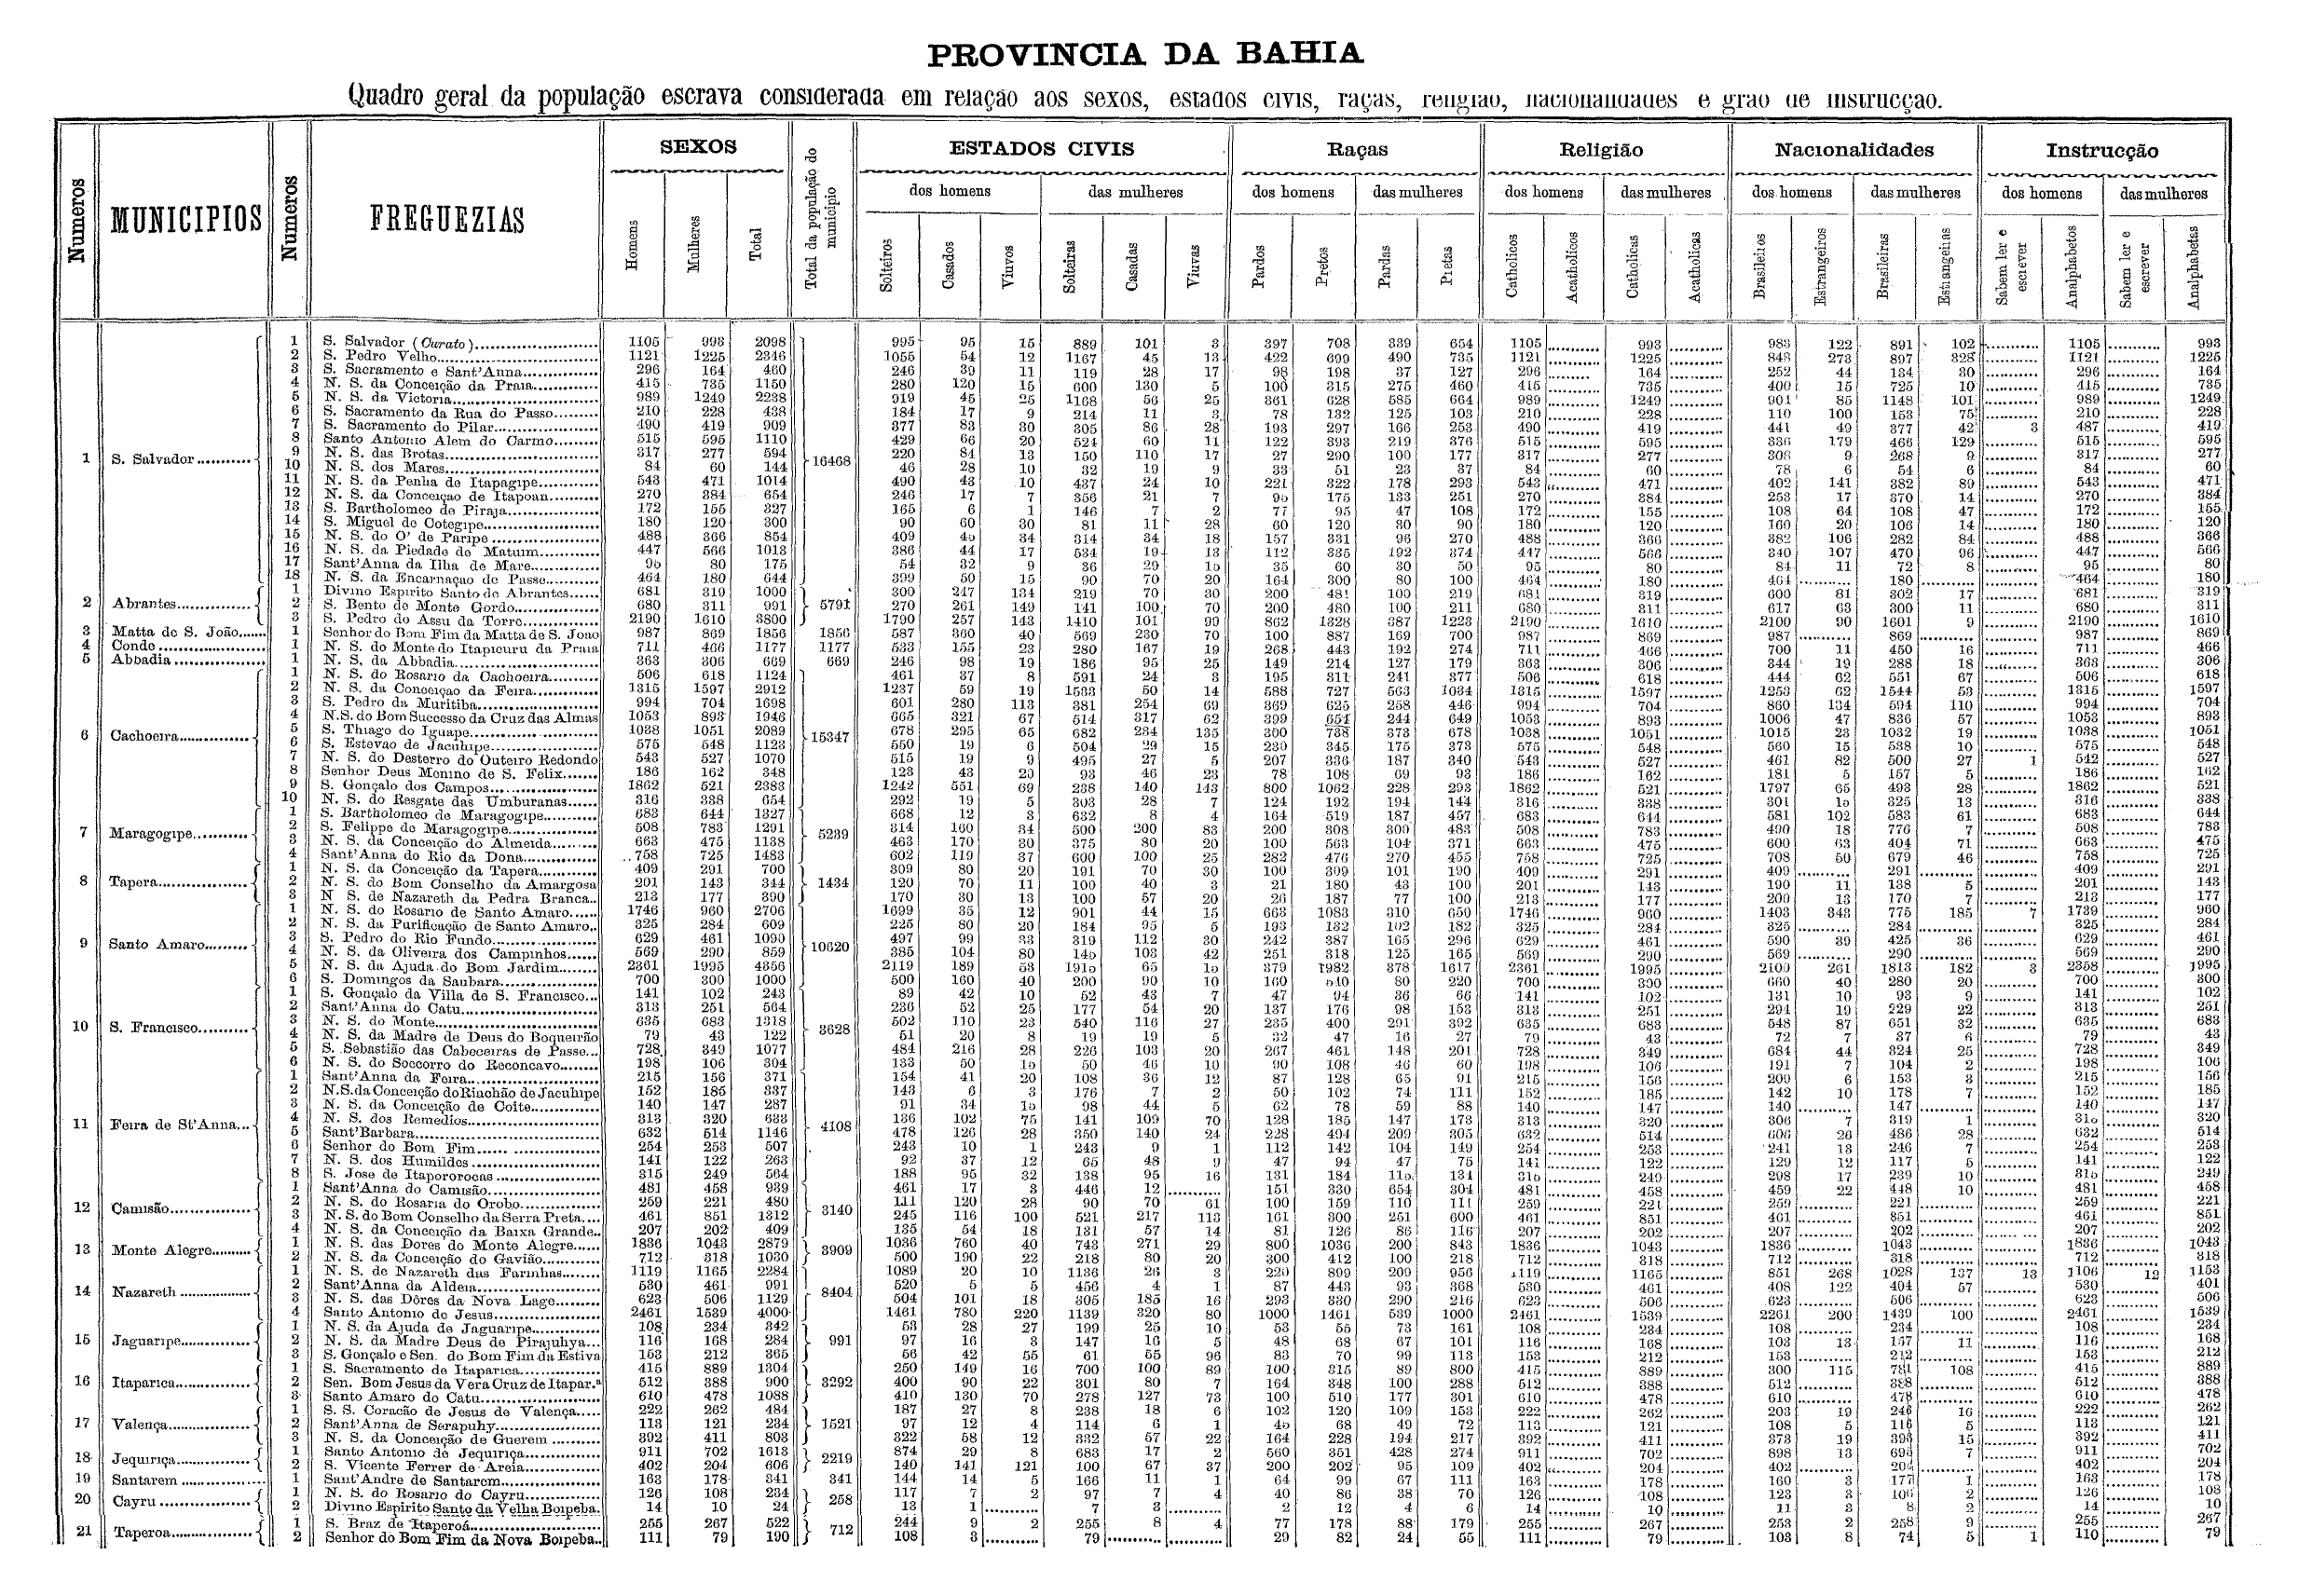 PROVINCIA DA BAHIA
Quadro geral da população escrava considerada em relação aos sexos, estados civis, raças, religião, nacionalidades e grão de instrucção.
Numeros MUNICIPIOS Numeros FREGUEZIAS SEXOS Total da população do municipio ESTADOS CIVIS Raças Religião Nacionalidades Instrucção
dos homens das mulheres dos homens das mulheres dos homens das mulheres dos homens das mulheres dos homens das mulheres
Homens Mulheres Total Solteiros Casados Viuvos Solteiras Casadas Viuvas Pardos Pretos Pardas Pretas Catholicos Acatholicos Catholicas Acatholicas Brasileiros Estrangeiros Brasileiras Estrangeiras Sabem ler e escrever Analphabetos Sabem ler e escrever Analphabetas
1 S. Salvador (Curato) 1105 993 2098 995 95 15 889 101 3 397 708 339 654 1105 993 983 122 891 102 1105 993
2 S. Pedro Velho 1121 1225 2346 1055 54 12 1167 45 13 422 699 490 735 1121 1225 848 273 897 328 1121 1225
3 S. Sacramento e Sant'Anna 296 164 460 246 39 11 119 28 17 98 198 37 127 296 164 252 44 134 30 296 164
4 N. S. da Conceição da Praia 415 735 1150 280 120 15 600 130 5 100 315 275 460 415 735 400 15 725 10 415 735
5 N. S. da Victoria 989 1249 2238 919 45 25 1168 56 25 361 628 585 664 989 1249 904 85 1148 101 989 1249
6 S. Sacramento da Rua do Passo 210 228 438 184 17 9 214 11 3 78 132 125 103 210 228 110 100 153 75 210 228
7 S. Sacramento do Pilar 490 419 909 377 83 30 305 86 28 193 297 166 253 490 419 441 49 377 42 3 487 419
8 Santo Antonio Alem do Carmo 515 595 1110 429 66 20 524 60 11 122 393 219 376 515 595 336 179 466 129 515 595
1 S. Salvador 9 N. S. das Brotas 317 277 594 16468 220 84 13 150 110 17 27 290 100 177 317 277 308 9 268 9 317 277
10 N. S. dos Mares 84 60 144 46 28 10 32 19 9 33 51 23 37 84 60 78 6 54 6 84 60
11 N. S. da Penha de Itapagipe 543 471 1014 490 43 10 437 24 10 221 322 178 293 543 471 402 141 382 89 543 471
12 N. S. da Conceiçao de Itapoan 270 384 654 246 17 7 356 21 7 95 175 133 251 270 384 253 17 370 14 270 384
13 S. Bartholomeo de Piraja 172 155 327 165 6 1 146 7 2 77 95 47 108 172 155 108 64 108 47 172 155
14 S. Miguel de Cotegipe 180 120 300 90 60 30 81 11 28 60 120 30 90 180 120 160 20 106 14 180 120
15 N. S. do O' de Paripe 488 366 854 409 45 34 314 34 18 157 331 96 270 488 366 382 106 282 84 488 366
16 N. S. da Piedade de Matuim 447 566 1013 386 44 17 534 19 13 112 335 192 374 447 566 340 107 470 96 447 566
17 Sant'Anna da Ilha de Mare 95 80 175 54 32 9 36 29 15 35 60 30 50 95 80 84 11 72 8 95 80
18 N. S. da Encarnaçao de Passe 464 180 644 399 50 15 90 70 20 164 300 80 100 464 180 464 180 464 180
1 Divino Espirito Santo de Abrantes 681 319 1000 300 247 134 219 70 30 200 481 100 219 681 319 600 81 302 17 681 319
2 Abrantes 2 S. Bento do Monte Gordo 680 311 991 5791 270 261 149 141 100 70 200 480 100 211 680 311 617 63 300 11 680 311
3 S. Pedro do Assu da Torre 2190 1610 3800 1790 257 143 1410 101 99 862 1328 387 1223 2190 1610 2100 90 1601 9 2190 1610
3 Matta de S. João 1 Senhor do Bom Fim da Matta de S. Joao 987 869 1856 1856 587 360 40 569 230 70 100 887 169 700 987 869 987 869 987 869
4 Conde 1 N. S. do Monte do Itapicuru da Praia 711 466 1177 1177 533 155 23 280 167 19 268 443 192 274 711 466 700 11 450 16 711 466
5 Abbadia 1 N. S. da Abbadia 363 306 669 669 246 98 19 186 95 25 149 214 127 179 363 306 344 19 288 18 363 306
1 N. S. do Rosario da Cachoeira 506 618 1124 461 37 8 591 24 3 195 311 241 377 506 618 444 62 551 67 506 618
2 N. S. da Conceiçao da Feira 1315 1597 2912 1237 59 19 1533 50 14 588 727 563 1034 1315 1597 1253 62 1544 53 1315 1597
3 S. Pedro da Muritiba 994 704 1698 601 280 113 381 254 69 369 625 258 446 994 704 860 134 594 110 994 704
4 N.S. do Bom Successo da Cruz das Almas 1053 893 1946 665 321 67 514 317 62 399 654 244 649 1053 893 1006 47 836 57 1053 893
6 Cachoeira 5 S. Thiago do Iguape 1038 1051 2089 15347 678 295 65 682 234 135 300 738 373 678 1038 1051 1015 23 1032 19 1038 1051
6 S. Estevao de Jacuhipe 575 548 1123 550 19 6 504 29 15 230 345 175 373 575 548 560 15 538 10 575 548
7 N. S. do Desterro do Outeiro Redondo 543 527 1070 515 19 9 495 27 5 207 336 187 340 543 527 461 82 500 27 1 542 527
8 Senhor Deus Menino de S. Felix 186 162 348 123 43 20 93 46 23 78 108 69 93 186 162 181 5 157 5 186 162
9 S. Gonçalo dos Campos 1862 521 2383 1242 551 69 238 140 143 800 1062 228 293 1862 521 1797 65 493 28 1862 521
10 N. S. do Resgate das Umburanas 316 338 654 292 19 5 303 28 7 124 192 194 144 316 338 301 15 325 13 316 338
1 S. Bartholomeo de Maragogipe 683 644 1327 668 12 3 632 8 4 164 519 187 457 683 644 581 102 583 61 683 644
7 Maragogipe 2 S. Felippe de Maragogipe 508 783 1291 5239 314 160 34 500 200 83 200 308 300 483 508 783 490 18 776 7 508 783
3 N. S. da Conceição do Almeida 663 475 1138 463 170 30 375 80 20 100 563 104 371 663 475 600 63 404 71 663 475
4 Sant'Anna do Rio da Dona 758 725 1483 602 119 37 600 100 25 282 476 270 455 758 725 708 50 679 46 758 725
1 N. S. da Conceição da Tapera 409 291 700 309 80 20 191 70 30 100 309 101 190 409 291 409 291 409 291
8 Tapera 2 N. S. do Bom Conselho da Amargosa 201 143 344 1434 120 70 11 100 40 3 21 180 43 100 201 143 190 11 138 5 201 143
3 N S. de Nazareth da Pedra Branca 213 177 390 170 30 13 100 57 20 26 187 77 100 213 177 200 13 170 7 213 177
1 N. S. do Rosario de Santo Amaro 1746 960 2706 1699 35 12 901 44 15 663 1083 310 650 1746 960 1403 343 775 185 7 1739 960
2 N. S. da Purificação de Santo Amaro 325 284 609 225 80 20 184 95 5 193 132 102 182 325 284 325 284 325 284
3 S. Pedro do Rio Fundo 629 461 1090 497 99 33 319 112 30 242 387 165 296 629 461 590 39 425 36 629 461
9 Santo Amaro 4 N. S. da Oliveira dos Campinhos 569 290 859 10620 385 104 80 145 103 42 251 318 125 165 569 290 569 290 569 290
5 N. S. da Ajuda do Bom Jardim 2361 1995 4356 2119 189 53 1915 65 15 379 1982 378 1617 2361 1995 2100 261 1813 182 3 2358 1995
6 S. Domingos da Saubara 700 300 1000 500 160 40 200 90 10 160 540 80 220 700 300 660 40 280 20 700 300
1 S. Gonçalo da Villa de S. Francisco 141 102 243 89 42 10 52 43 7 47 94 36 66 141 102 131 10 93 9 141 102
2 Sant'Anna do Catu 313 251 564 236 52 25 177 54 20 137 176 98 153 313 251 294 19 229 22 313 251
10 S. Francisco 3 N. S. do Monte 635 683 1318 3628 502 110 23 540 116 27 235 400 291 392 635 683 548 87 651 32 635 683
4 N. S. da Madre de Deus do Boqueirão 79 43 122 51 20 8 19 19 5 32 47 16 27 79 43 72 7 37 6 79 43
5 S. Sebastião das Cabeceiras de Passe 728 349 1077 484 216 28 226 103 20 267 461 148 201 728 349 684 44 324 25 728 349
6 N. S. do Soccorro do Reconcavo 198 106 304 133 50 15 50 46 10 90 108 46 60 198 106 191 7 104 2 198 106
1 Sant'Anna da Feira 215 156 371 154 41 20 108 36 12 87 128 65 91 215 156 209 6 153 3 215 156
2 N.S. da Conceição do Riachão de Jacuhipe 152 185 337 143 6 3 176 7 2 50 102 74 111 152 185 142 10 178 7 152 185
3 N. S. da Conceição de Coite 140 147 287 91 34 15 98 44 5 62 78 59 88 140 147 140 147 140 147
4 N. S. dos Remedios 313 320 633 136 102 75 141 109 70 128 185 147 173 313 320 306 7 319 1 313 320
11 Feira de St'Anna 5 Sant'Barbara 632 514 1146 4108 478 126 28 350 140 24 228 404 209 305 632 514 606 26 486 28 632 514
6 Senhor do Bom Fim 254 253 507 243 10 1 243 9 1 112 142 104 149 254 253 241 13 246 7 254 253
7 N. S. dos Humildes 141 122 263 92 37 12 65 48 9 47 94 47 75 141 122 129 12 117 5 141 122
8 S. Jose de Itapororocas 315 249 564 188 95 32 138 95 16 131 184 115 134 315 249 298 17 239 10 315 249
1 Sant'Anna do Camisão 481 458 939 461 17 3 446 12 151 330 654 304 481 458 459 22 448 10 481 458
2 N. S. do Rosario do Orobo 259 221 480 111 120 28 90 70 61 100 159 110 111 259 221 259 221 259 221
12 Camisão 3 N. S. do Bom Conselho da Serra Preta 461 851 1312 3140 245 116 100 521 217 113 161 300 251 600 461 851 461 851 461 851
4 N. S. da Conceição da Baixa Grande 207 202 409 135 54 18 131 57 14 81 126 86 116 207 202 207 202 207 202
13 Monte Alegre 1 N. S. das Dores do Monte Alegre 1836 1043 2879 3909 1036 760 40 743 271 29 800 1036 200 843 1836 1043 1836 1043 1836 1043
2 N. S. da Conceição do Gavião 712 318 1030 500 190 22 218 80 20 300 412 100 218 712 318 712 318 712 318
1 N. S. de Nazareth das Farinhas 1119 1165 2284 1089 20 10 1136 26 3 220 899 209 956 1119 1165 851 268 1028 137 13 1106 12 1153
2 Sant'Anna da Aldeia 530 461 991 520 5 5 456 4 1 87 443 93 368 530 461 408 122 404 57 530 461
14 Nazareth 3 N. S. das Dôres da Nova Lage 623 506 1129 8404 504 101 18 305 185 16 293 330 290 216 623 506 623 506 623 506
4 Santo Antonio de Jesus 2461 1539 4000 1461 780 220 1139 320 80 1000 1461 539 1000 2461 1539 2261 200 1439 100 2461 1539
1 N. S. da Ajuda de Jaguaripe 108 234 342 53 28 27 199 25 10 53 55 73 161 108 234 108 234 108 234
15 Jaguaripe 2 N. S. da Madre Deus de Pirajuhya 116 168 284 991 97 16 3 147 16 5 48 68 67 101 116 168 103 13 157 11 116 168
3 S. Gonçalo e Sen. do Bom Fim da Estiva 153 212 365 56 42 55 61 55 96 83 70 99 113 153 212 153 212 153 212
1 S. Sacramento de Itaparica 415 889 1304 250 149 16 700 100 89 100 315 89 800 415 889 300 115 781 108 415 889
16 Itaparica 2 Sen. Bom Jesus da Vera Cruz de Itapar.ª 512 388 900 3292 400 90 22 301 80 7 164 348 100 288 512 388 512 388 512 388
3 Santo Amaro do Catu 610 478 1088 410 130 70 278 127 73 100 510 177 301 610 478 610 478 610 478
1 S. S. Coracão de Jesus de Valença 222 262 484 187 27 8 238 18 6 102 120 109 153 222 262 203 19 246 16 222 262
17 Valença 2 Sant'Anna de Serapuhy 113 121 234 1521 97 12 4 114 6 1 45 68 49 72 113 121 108 5 116 5 113 121
3 N. S. da Conceição de Guerem 392 411 803 322 58 12 332 57 22 164 228 194 217 392 411 373 19 396 15 392 411
18 Jequiriça 1 Santo Antonio de Jequiriça 911 702 1613 2219 874 29 8 683 17 2 560 351 428 274 911 702 898 13 695 7 911 702
2 S. Vicente Ferrer de Areia 402 204 606 140 141 121 100 67 37 200 202 95 109 402 204 402 204 402 204
19 Santarem 1 Sant'Andre de Santarem 163 178 341 341 144 14 5 166 11 1 64 99 67 111 163 178 160 3 177 1 163 178
20 Cayru 1 N. S. do Rosario do Cayru 126 108 234 258 117 7 2 97 7 4 40 86 38 70 126 108 123 3 106 2 126 108
2 Divino Espirito Santo da Velha Boipeba 14 10 24 13 1 7 3 2 12 4 6 14 10 11 3 8 2 14 10
21 Taperoa 1 S. Braz de Itaperoá 255 267 522 712 244 9 2 255 8 4 77 178 88 179 255 267 253 2 258 9 255 267
2 Senhor do Bom Fim da Nova Boipeba 111 79 190 108 3 79 29 82 24 55 111 79 103 8 74 5 1 110 79